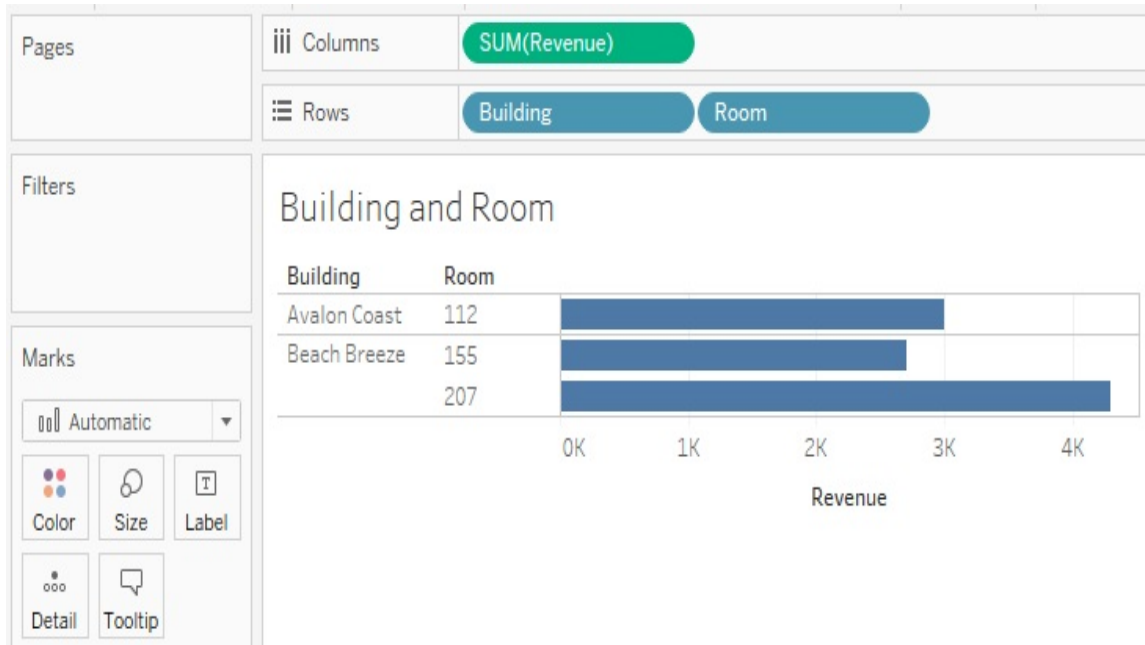 Pages
Columns
SUM(Revenue)
Rows
Building
Room
Filters
Marks
Automatic
Color
Size
T
Label
Detail
Tooltip
Building and Room
Building Room
Avalon Coast 112
Beach Breeze 155
207
0K 1K 2K 3K 4K
Revenue